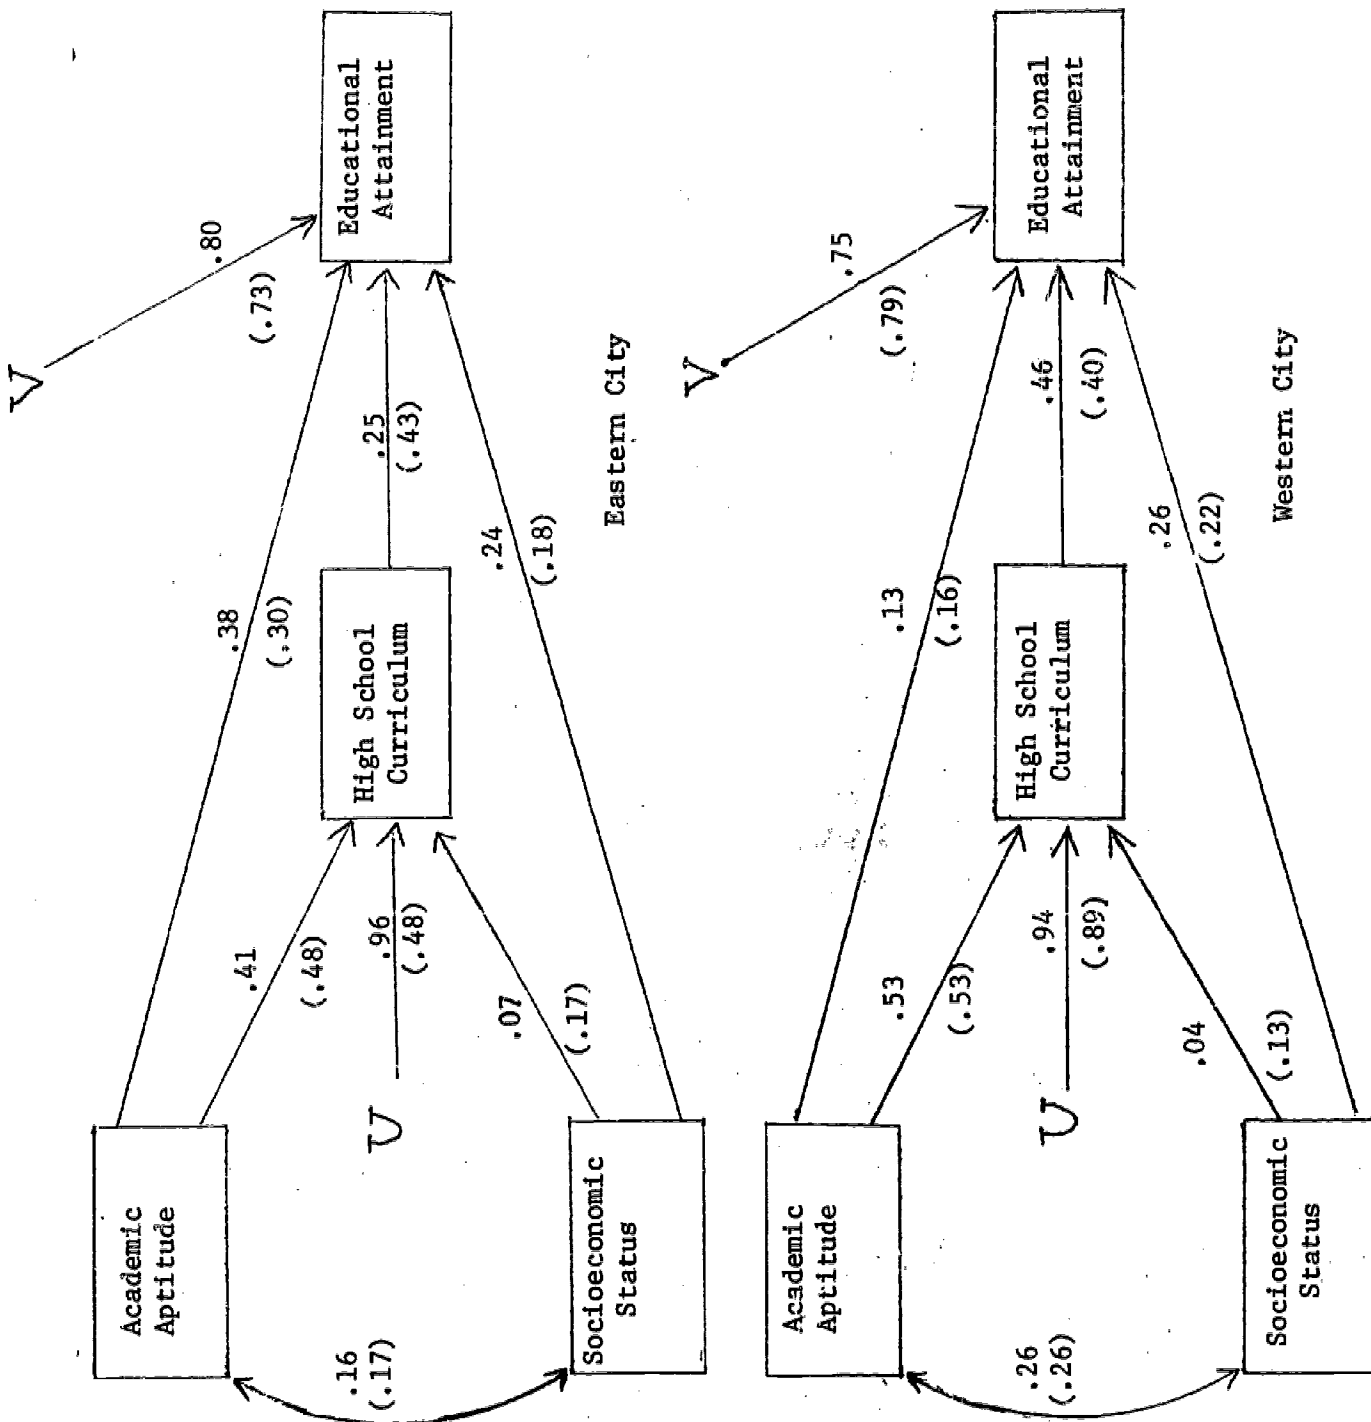 V
.80
(.73)
Academic
Aptitude
.38
(.30)
Educational
Attainment
.41
(.48)
.16
(.17)
U
.96
(.48)
High School
Curriculum
.25
(.43)
.07
(.17)
.24
(.18)
Socioeconomic
Status
Eastern City
V
.75
(.79)
Academic
Aptitude
.13
(.16)
Educational
Attainment
.53
(.53)
.26
(.26)
U
.94
(.89)
High School
Curriculum
.46
(.40)
.04
(.13)
.26
(.22)
Socioeconomic
Status
Western City